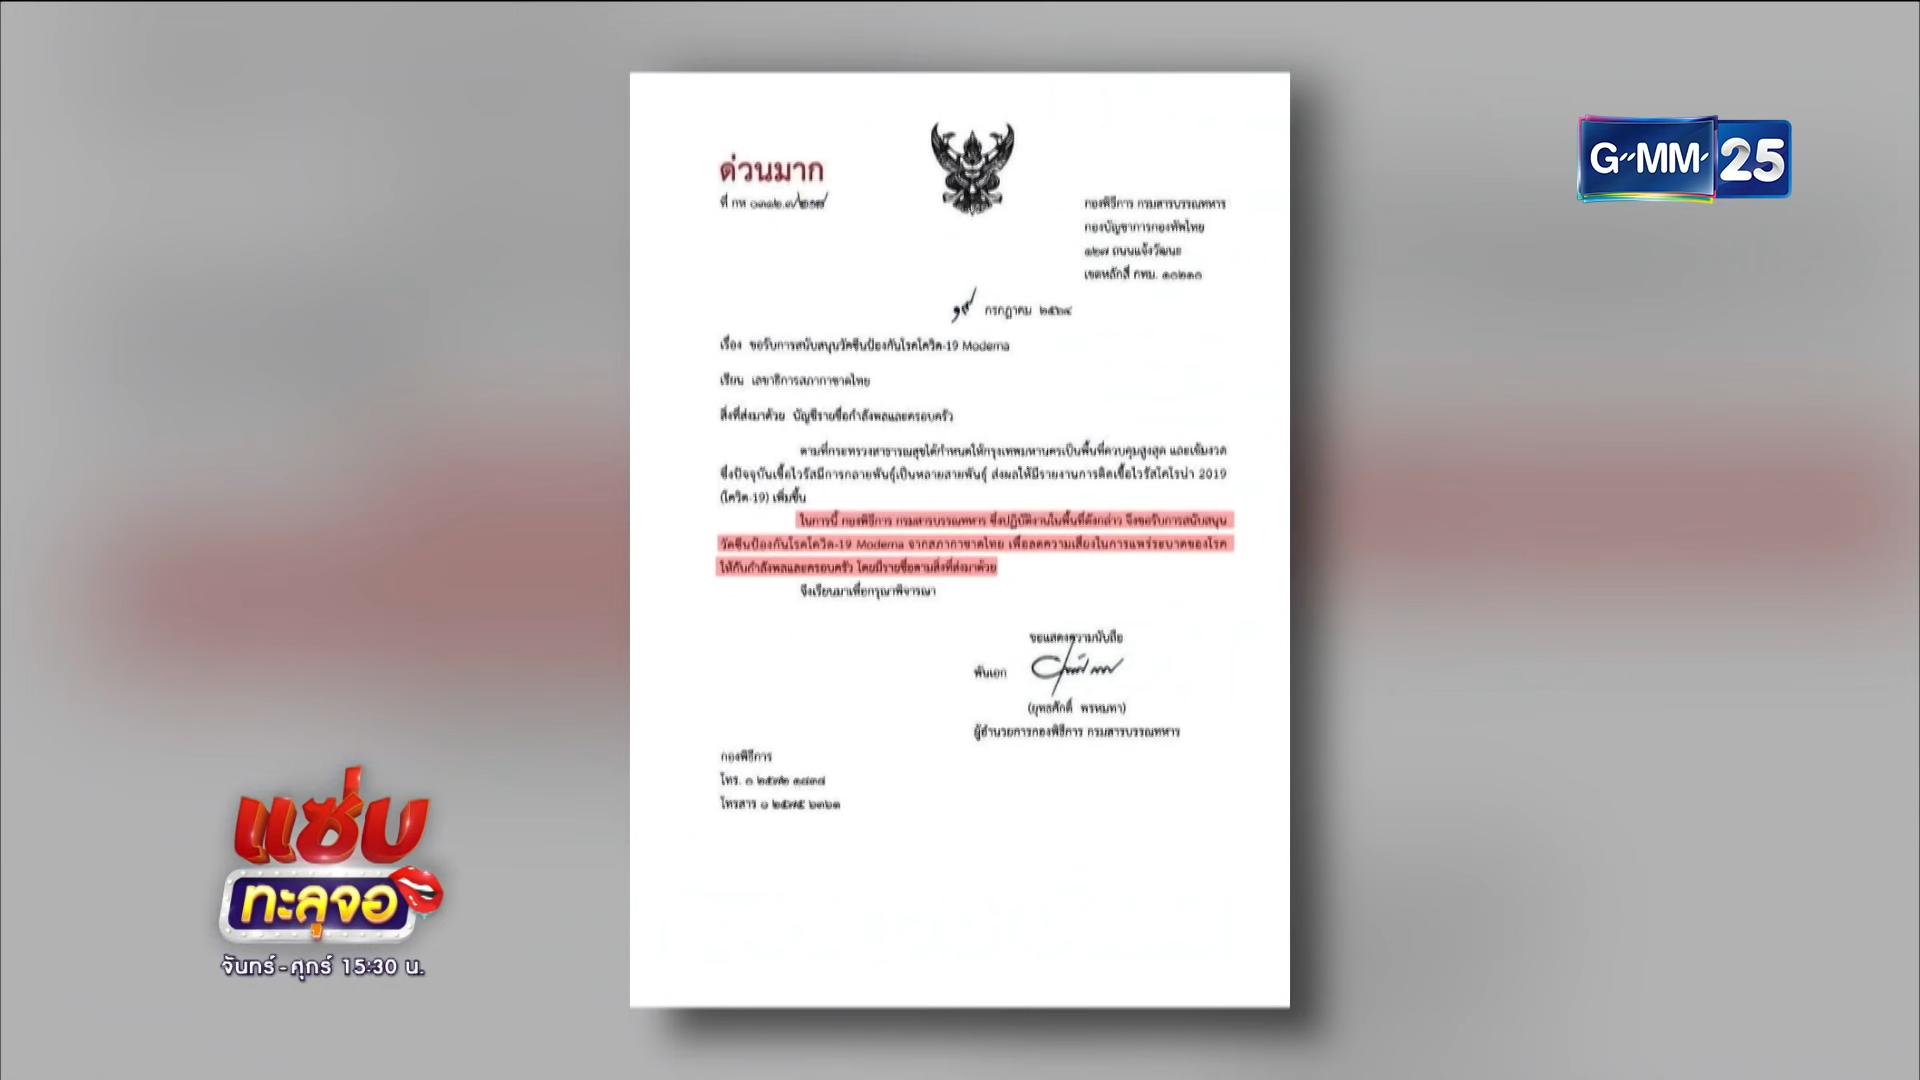 G-MM 25
ด่วนมาก
ที่ กห
กองพิธีการ กรมสารบรรณทหาร
กองบัญชาการกองทัพไทย
๑๒๗ ถนนแจ้งวัฒนะ
เขตหลักสี่ กทม. ๑๐๒๑๐
กรกฎาคม ๒๕๖๔
เรื่อง ขอรับการสนับสนุนวัคซีนป้องกันโรคโควิด-19 Moderna
เรียน เลขาธิการสภากาชาดไทย
สิ่งที่ส่งมาด้วย บัญชีรายชื่อกำลังพลและครอบครัว
ตามที่กระทรวงสาธารณสุขได้กำหนดให้กรุงเทพมหานครเป็นพื้นที่ควบคุมสูงสุด และเข้มงวด
ซึ่งปัจจุบันเชื้อไวรัสมีการกลายพันธุ์เป็นหลายสายพันธุ์ ส่งผลให้มีรายงานการติดเชื้อไวรัสโคโรน่า 2019
(โควิด-19) เพิ่มขึ้น
ในการนี้ กองพิธีการ กรมสารบรรณทหาร ซึ่งปฏิบัติงานในพื้นที่ดังกล่าว จึงขอรับการสนับสนุน
วัคซีนป้องกันโรคโควิด-19 Moderna จากสภากาชาดไทย เพื่อลดความเสี่ยงในการแพร่ระบาดของโรค
ให้กับกำลังพลและครอบครัว โดยมีรายชื่อตามสิ่งที่ส่งมาด้วย
จึงเรียนมาเพื่อกรุณาพิจารณา
ขอแสดงความนับถือ
พันเอก
(ยุทธศักดิ์ พรหมทา)
ผู้อำนวยการกองพิธีการ กรมสารบรรณทหาร
กองพิธีการ
โทร.
โทรสาร
แซ่บ
ทะลุจอ
จันทร์-ศุกร์ 15:30 น.